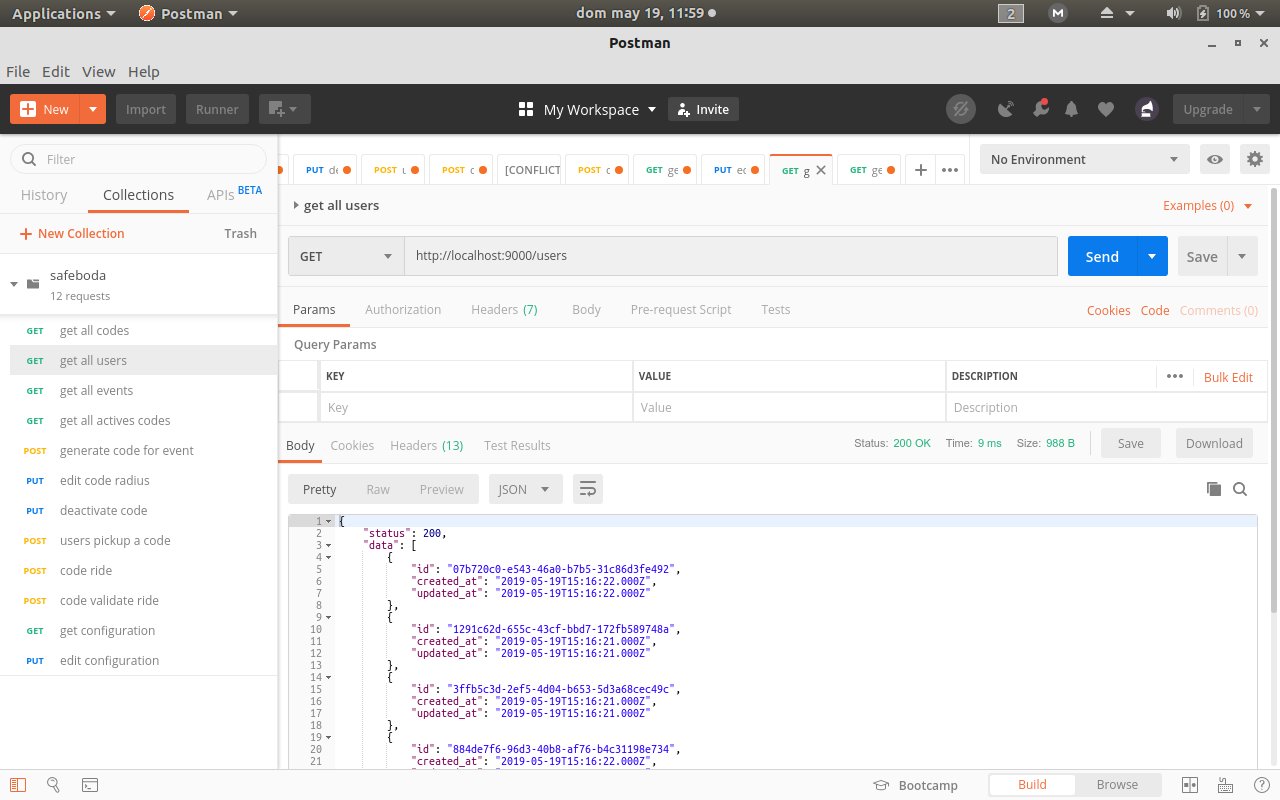 Applications Postman dom may 19, 11:59 2 M 100%
Postman
File Edit View Help
New Import Runner My Workspace Invite Upgrade
Filter
History Collections APIs BETA
New Collection Trash
safeboda
12 requests
GET get all codes
GET get all users
GET get all events
GET get all actives codes
POST generate code for event
PUT edit code radius
PUT deactivate code
POST users pickup a code
POST code ride
POST code validate ride
GET get configuration
PUT edit configuration
PUT de POST u POST c [CONFLICT POST c GET ge PUT ec GET g GET ge No Environment
get all users Examples (0)
GET http://localhost:9000/users Send Save
Params Authorization Headers (7) Body Pre-request Script Tests Cookies Code Comments (0)
Query Params
KEY VALUE DESCRIPTION Bulk Edit
Key Value Description
Body Cookies Headers (13) Test Results Status: 200 OK Time: 9 ms Size: 988 B Save Download
Pretty Raw Preview JSON
1 {
2 "status": 200,
3 "data": [
4 {
5 "id": "07b720c0-e543-46a0-b7b5-31c86d3fe492",
6 "created_at": "2019-05-19T15:16:22.000Z",
7 "updated_at": "2019-05-19T15:16:22.000Z"
8 },
9 {
10 "id": "1291c62d-655c-43cf-bbd7-172fb589748a",
11 "created_at": "2019-05-19T15:16:21.000Z",
12 "updated_at": "2019-05-19T15:16:21.000Z"
13 },
14 {
15 "id": "3ffb5c3d-2ef5-4d04-b653-5d3a68cec49c",
16 "created_at": "2019-05-19T15:16:21.000Z",
17 "updated_at": "2019-05-19T15:16:21.000Z"
18 },
19 {
20 "id": "884de7f6-96d3-40b8-af76-b4c31198e734",
21 "created_at": "2019-05-19T15:16:22.000Z",
Bootcamp Build Browse